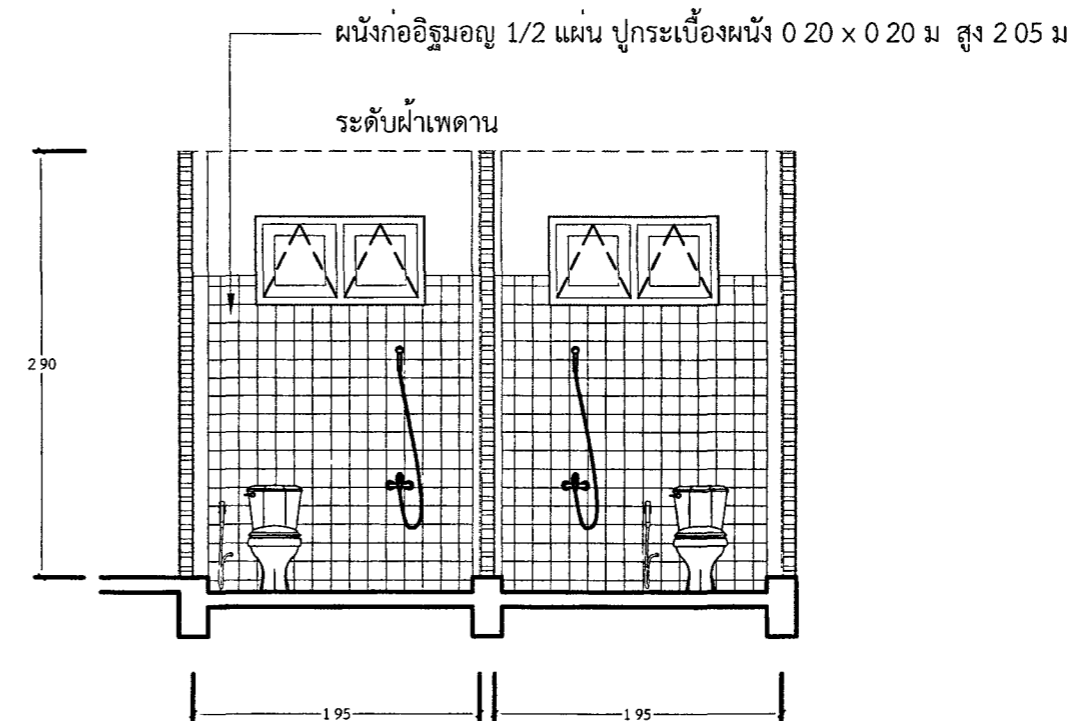 ผนังก่ออิฐมอญ 1/2 แผ่น ปูกระเบื้องผนัง 0 20 x 0 20 ม สูง 2 05 ม
ระดับฝ้าเพดาน
2 90
1 95
1 95